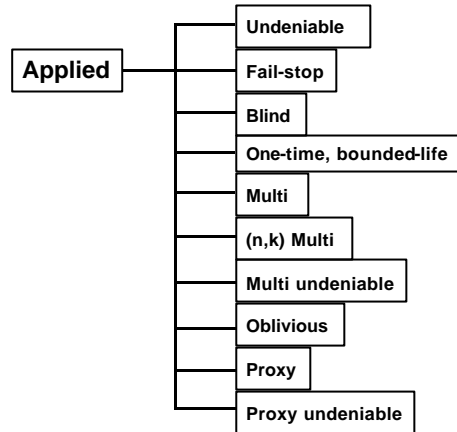 Undeniable
Applied
Fail-stop
Blind
One-time, bounded-life
Multi
(n,k) Multi
Multi undeniable
Oblivious
Proxy
Proxy undeniable